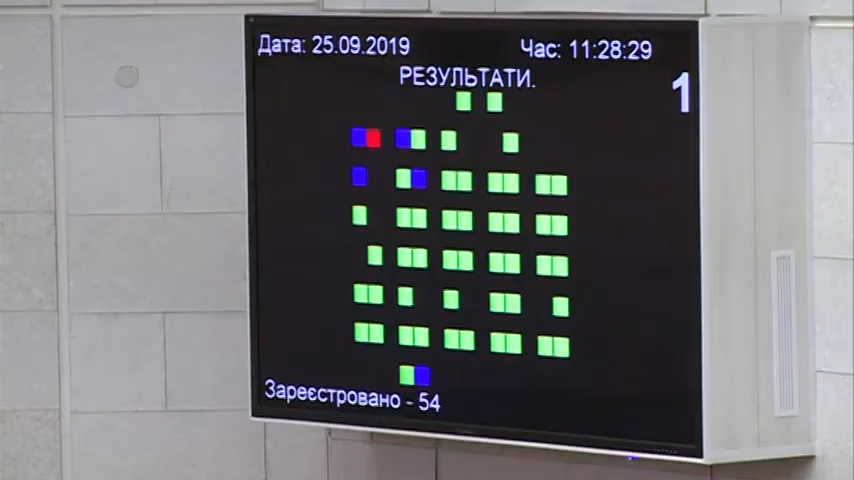 Дата: 25.09.2019 Час: 11:28:29
РЕЗУЛЬТАТИ.
1
Зареєстровано - 54